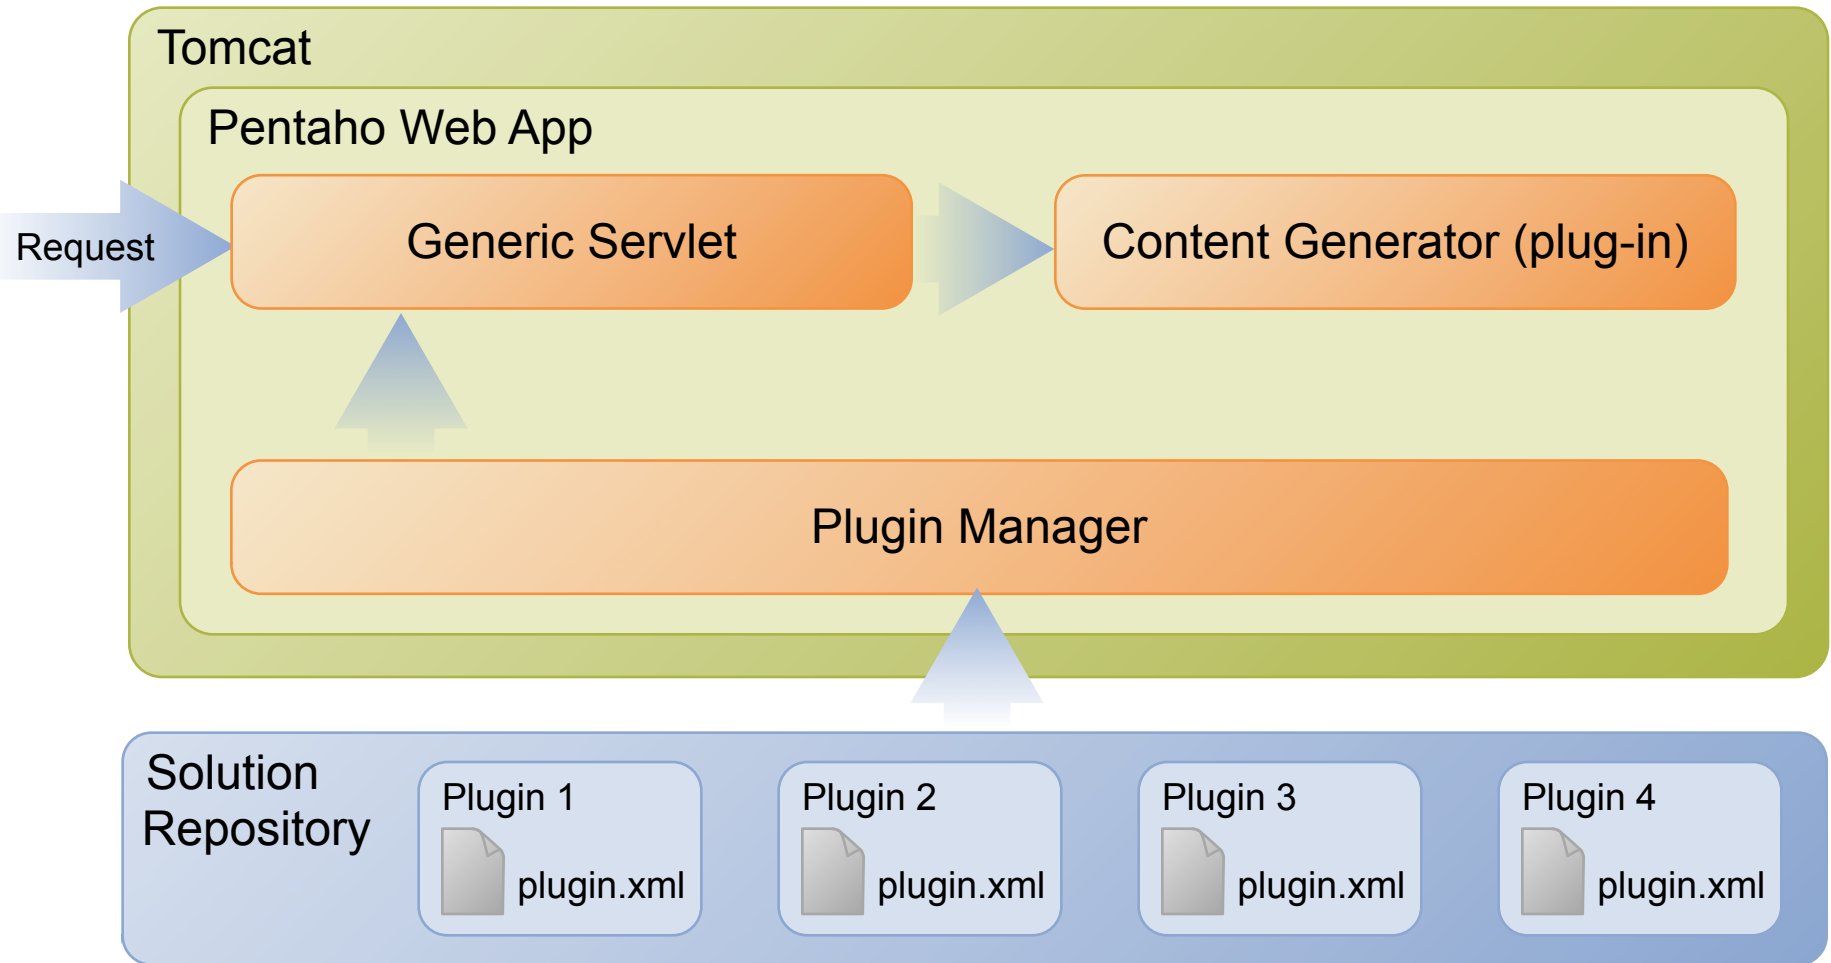 Tomcat
Pentaho Web App
Request
Generic Servlet
Content Generator (plug-in)
Plugin Manager
Solution
Repository
Plugin 1
plugin.xml
Plugin 2
plugin.xml
Plugin 3
plugin.xml
Plugin 4
plugin.xml